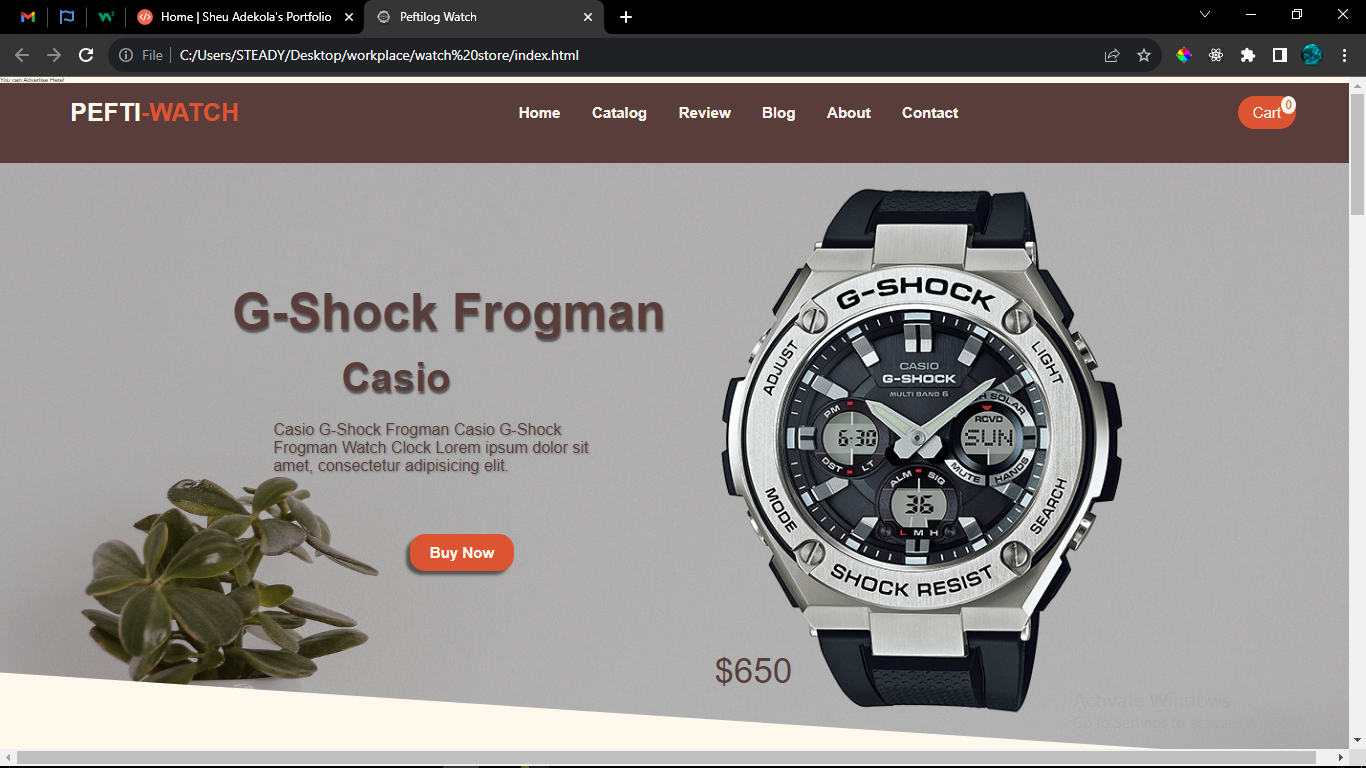 Home | Sheu Adekola's Portfolio
Peftilog Watch
File
C:/Users/STEADY/Desktop/workplace/watch%20store/index.html
You can Advertise Here!
PEFTI-WATCH
Home Catalog Review Blog About Contact
Cart 0
G-Shock Frogman
Casio
Casio G-Shock Frogman Casio G-Shock
Frogman Watch Clock Lorem ipsum dolor sit
amet, consectetur adipisicing elit.
Buy Now
$650
G-SHOCK
ADJUST
LIGHT
CASIO
G-SHOCK
MULTI BAND 6
PM
6:30
DST LT
SOLAR
RCVD
SUN
MUTE HANDS
ALM SIG
36
L M H
MODE
SEARCH
SHOCK RESIST
Activate Windows
Go to Settings to activate Windows.